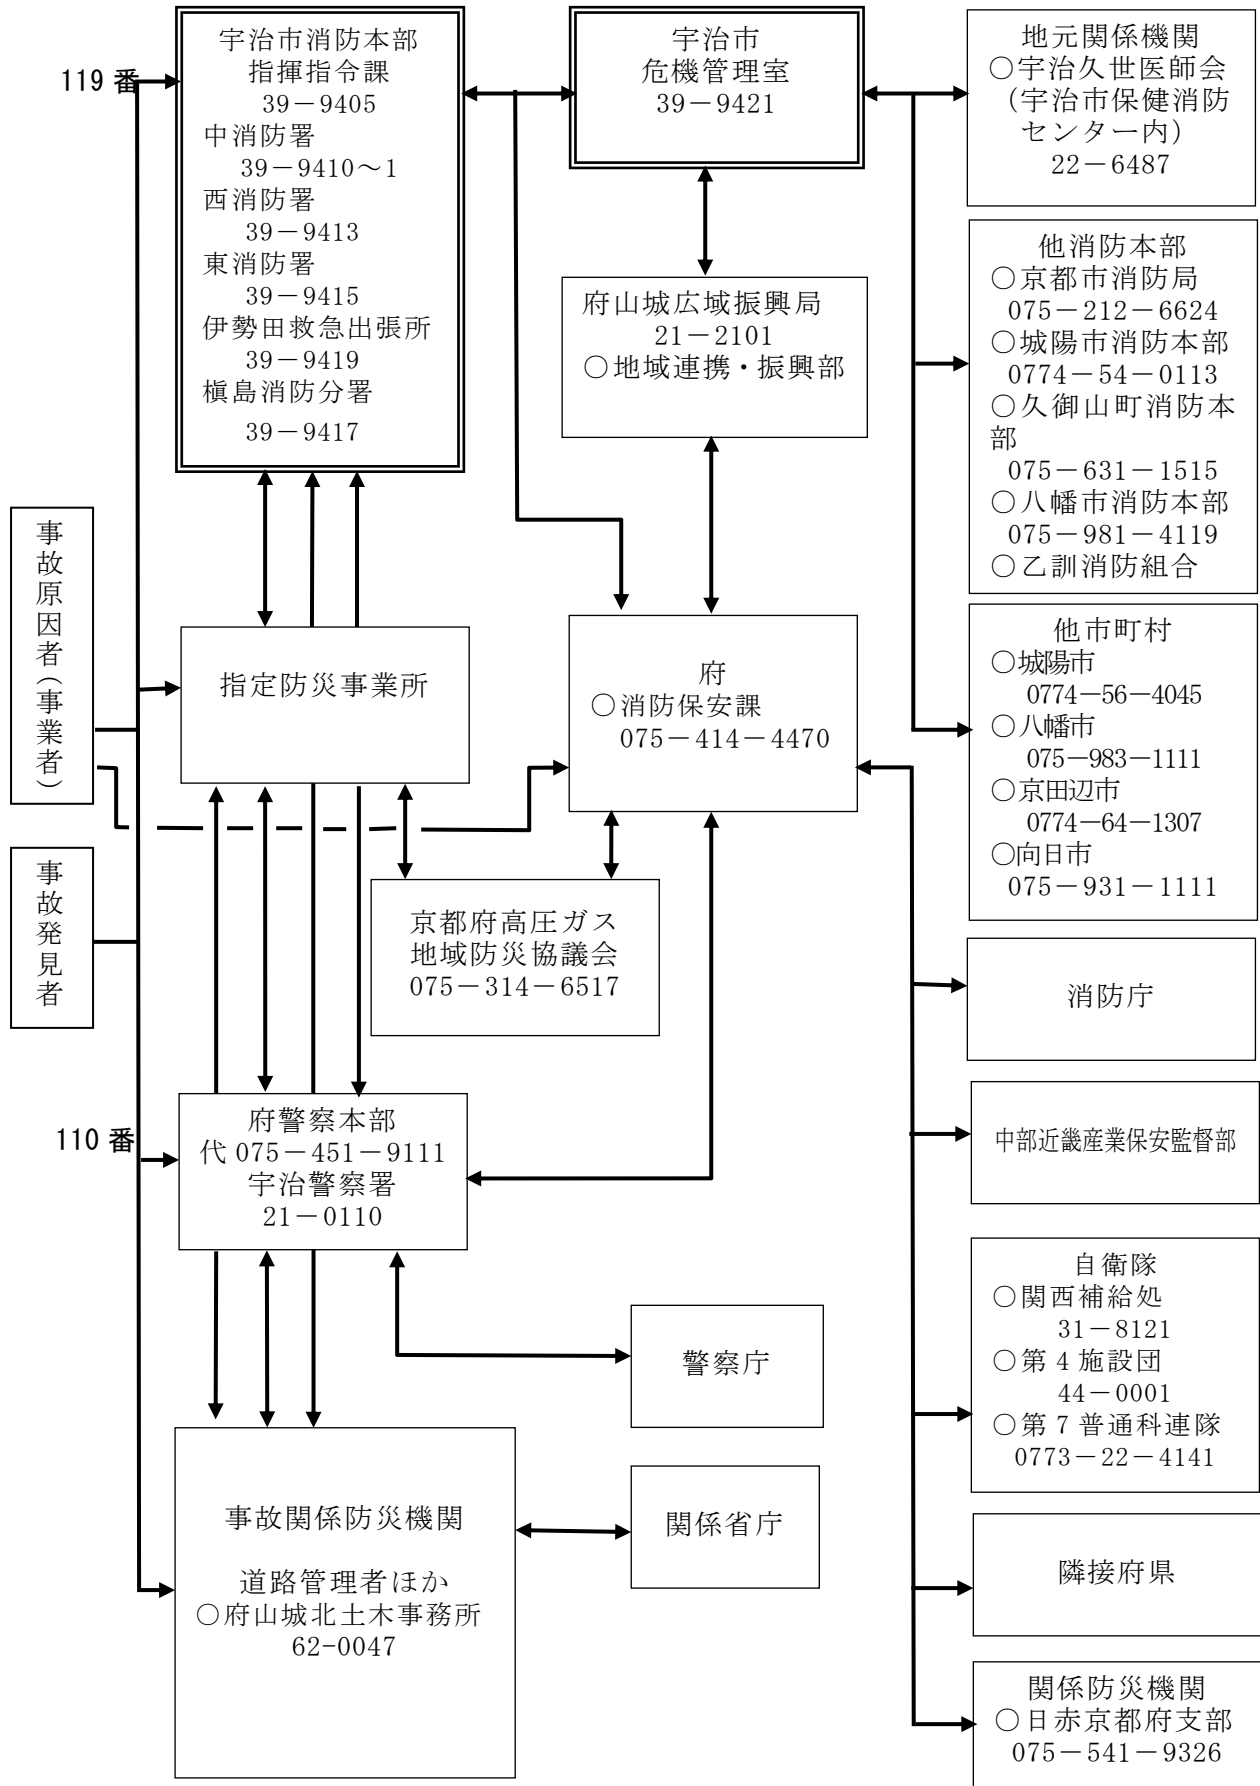 119 番
宇治市消防本部
指揮指令課
39－9405
中消防署
39－9410～1
西消防署
39－9413
東消防署
39－9415
伊勢田救急出張所
39－9419
槇島消防分署
39－9417
宇治市
危機管理室
39－9421
地元関係機関
○宇治久世医師会
（宇治市保健消防
センター内）
22－6487
府山城広域振興局
21－2101
○地域連携・振興部
他消防本部
○京都市消防局
075－212－6624
○城陽市消防本部
0774－54－0113
○久御山町消防本
部
075－631－1515
○八幡市消防本部
075－981－4119
○乙訓消防組合
事故原因者（事業者）
指定防災事業所
府
○消防保安課
075－414－4470
他市町村
○城陽市
0774－56－4045
○八幡市
075－983－1111
○京田辺市
0774－64－1307
○向日市
075－931－1111
事故発見者
京都府高圧ガス
地域防災協議会
075－314－6517
消防庁
110 番
府警察本部
代 075－451－9111
宇治警察署
21－0110
中部近畿産業保安監督部
自衛隊
○関西補給処
31－8121
○第 4 施設団
44－0001
○第 7 普通科連隊
0773－22－4141
警察庁
事故関係防災機関
道路管理者ほか
○府山城北土木事務所
62-0047
関係省庁
隣接府県
関係防災機関
○日赤京都府支部
075－541－9326